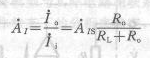 Ȧ_I = İ_o / İ_i = Ȧ_IS R_o / (R_L + R_o)